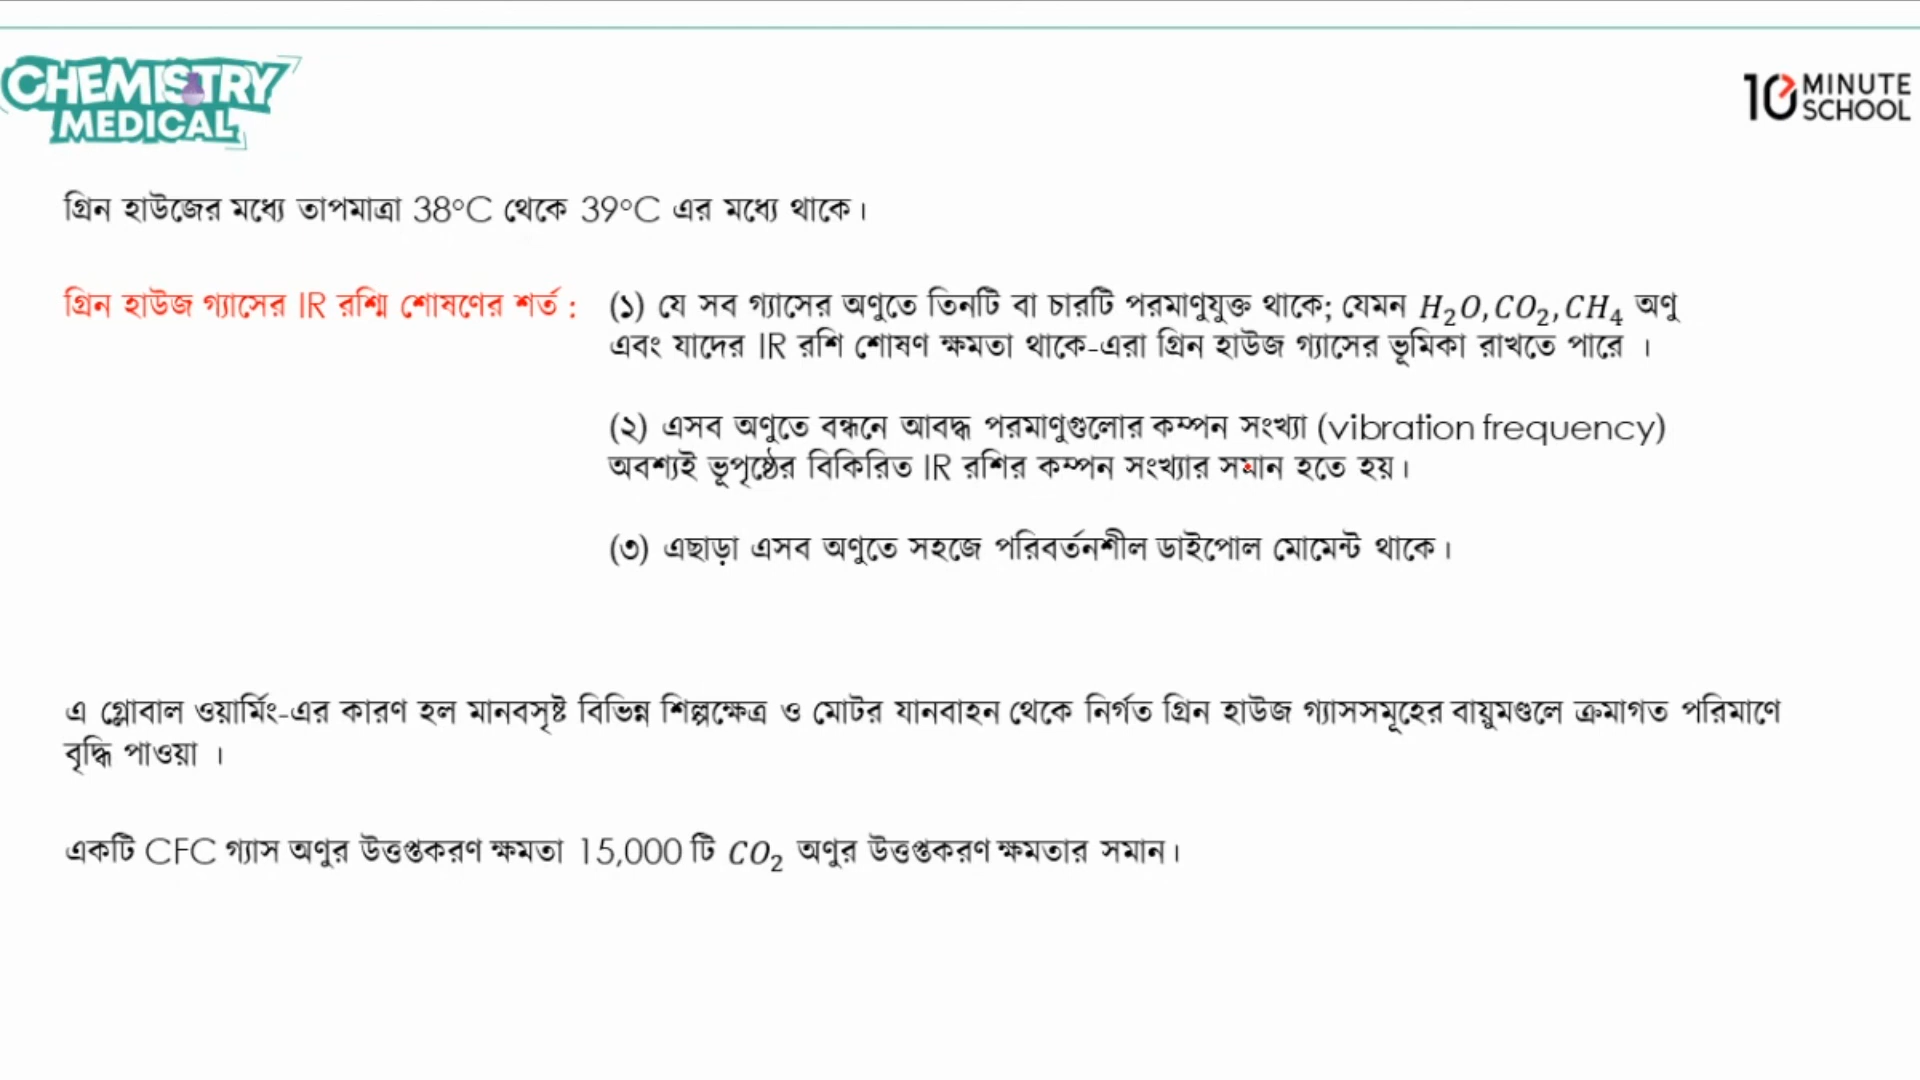 CHEMISTRY
MEDICAL
10 MINUTE
SCHOOL
গ্রিন হাউজের মধ্যে তাপমাত্রা 38°C থেকে 39°C এর মধ্যে থাকে।
গ্রিন হাউজ গ্যাসের IR রশ্মি শোষণের শর্ত :
(১) যে সব গ্যাসের অণুতে তিনটি বা চারটি পরমাণুযুক্ত থাকে; যেমন H₂O, CO₂, CH₄ অণু
এবং যাদের IR রশি শোষণ ক্ষমতা থাকে-এরা গ্রিন হাউজ গ্যাসের ভূমিকা রাখতে পারে ।
(২) এসব অণুতে বন্ধনে আবদ্ধ পরমাণুগুলোর কম্পন সংখ্যা (vibration frequency)
অবশ্যই ভূপৃষ্ঠের বিকিরিত IR রশির কম্পন সংখ্যার সমান হতে হয়।
(৩) এছাড়া এসব অণুতে সহজে পরিবর্তনশীল ডাইপোল মোমেন্ট থাকে।
এ গ্লোবাল ওয়ার্মিং-এর কারণ হল মানবসৃষ্ট বিভিন্ন শিল্পক্ষেত্র ও মোটর যানবাহন থেকে নির্গত গ্রিন হাউজ গ্যাসসমূহের বায়ুমণ্ডলে ক্রমাগত পরিমাণে
বৃদ্ধি পাওয়া ।
একটি CFC গ্যাস অণুর উত্তপ্তকরণ ক্ষমতা 15,000 টি CO₂ অণুর উত্তপ্তকরণ ক্ষমতার সমান।